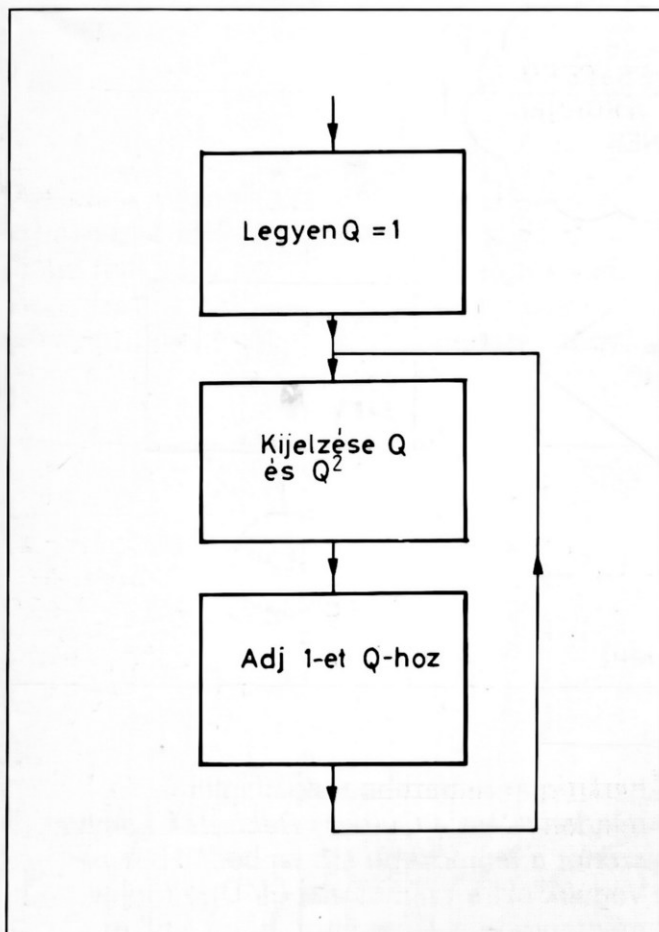 Legyen Q = 1
Kijelzése Q
és Q²
Adj 1-et Q-hoz